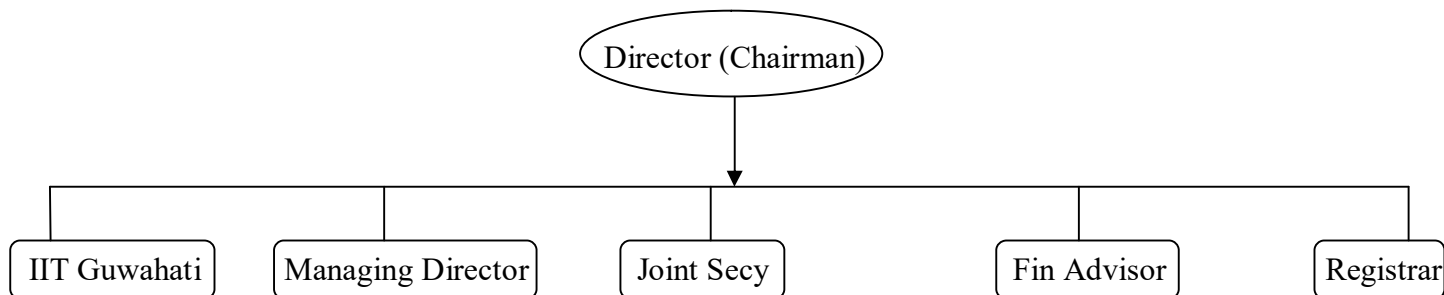 Director (Chairman)
IIT Guwahati
Managing Director
Joint Secy
Fin Advisor
Registrar